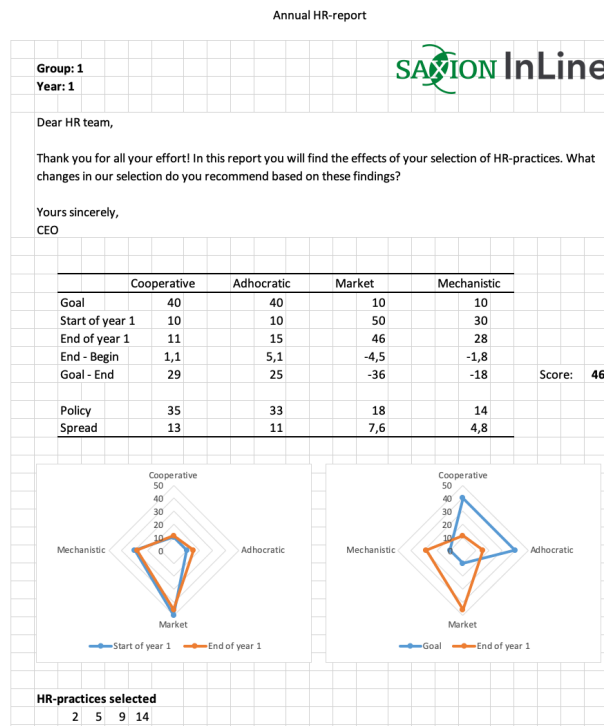 Annual HR-report
SAXION InLine
Group: 1
Year: 1
Dear HR team,
Thank you for all your effort! In this report you will find the effects of your selection of HR-practices. What
changes in our selection do you recommend based on these findings?
Yours sincerely,
CEO
Cooperative Adhocratic Market Mechanistic
Goal 40 40 10 10
Start of year 1 10 10 50 30
End of year 1 11 15 46 28
End - Begin 1,1 5,1 -4,5 -1,8
Goal - End 29 25 -36 -18 Score: 46
Policy 35 33 18 14
Spread 13 11 7,6 4,8
Cooperative
50
40
30
20
10
0
Mechanistic
Adhocratic
Market
Start of year 1 End of year 1
Cooperative
50
40
30
20
10
0
Mechanistic
Adhocratic
Market
Goal End of year 1
HR-practices selected
2 5 9 14